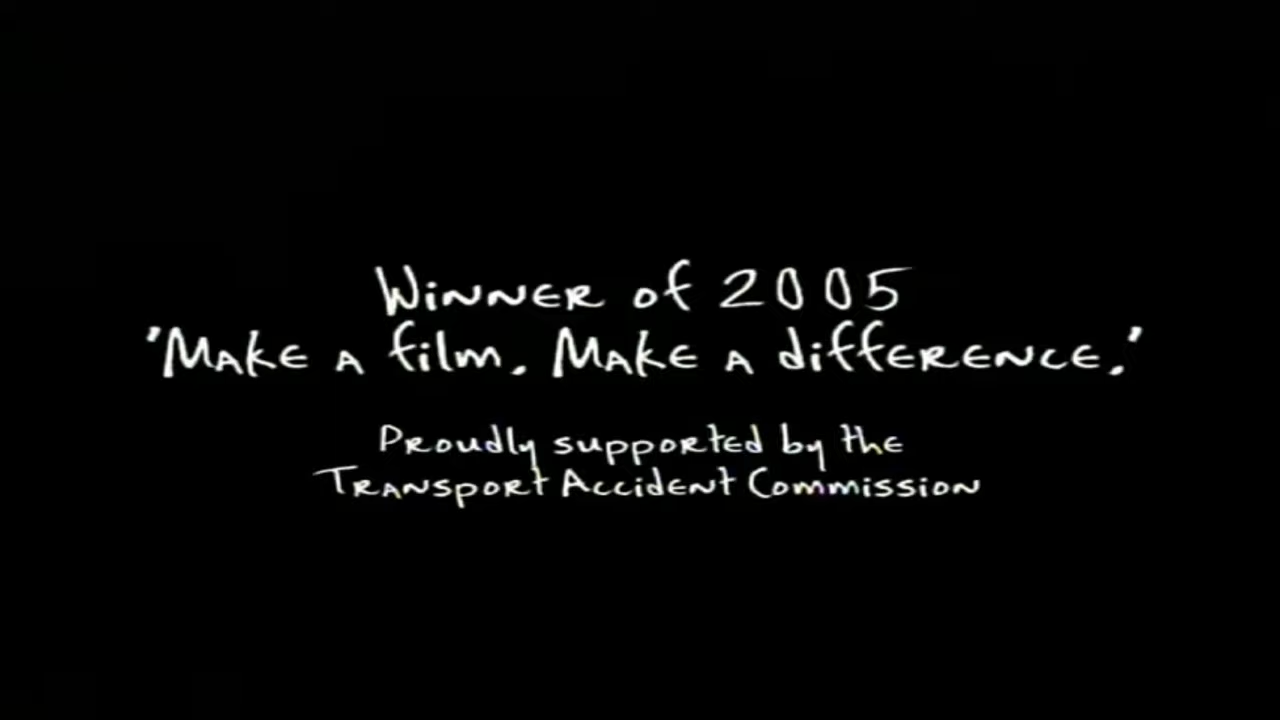 Winner of 2005
'Make a film. Make a difference.'
Proudly supported by the
Transport Accident Commission